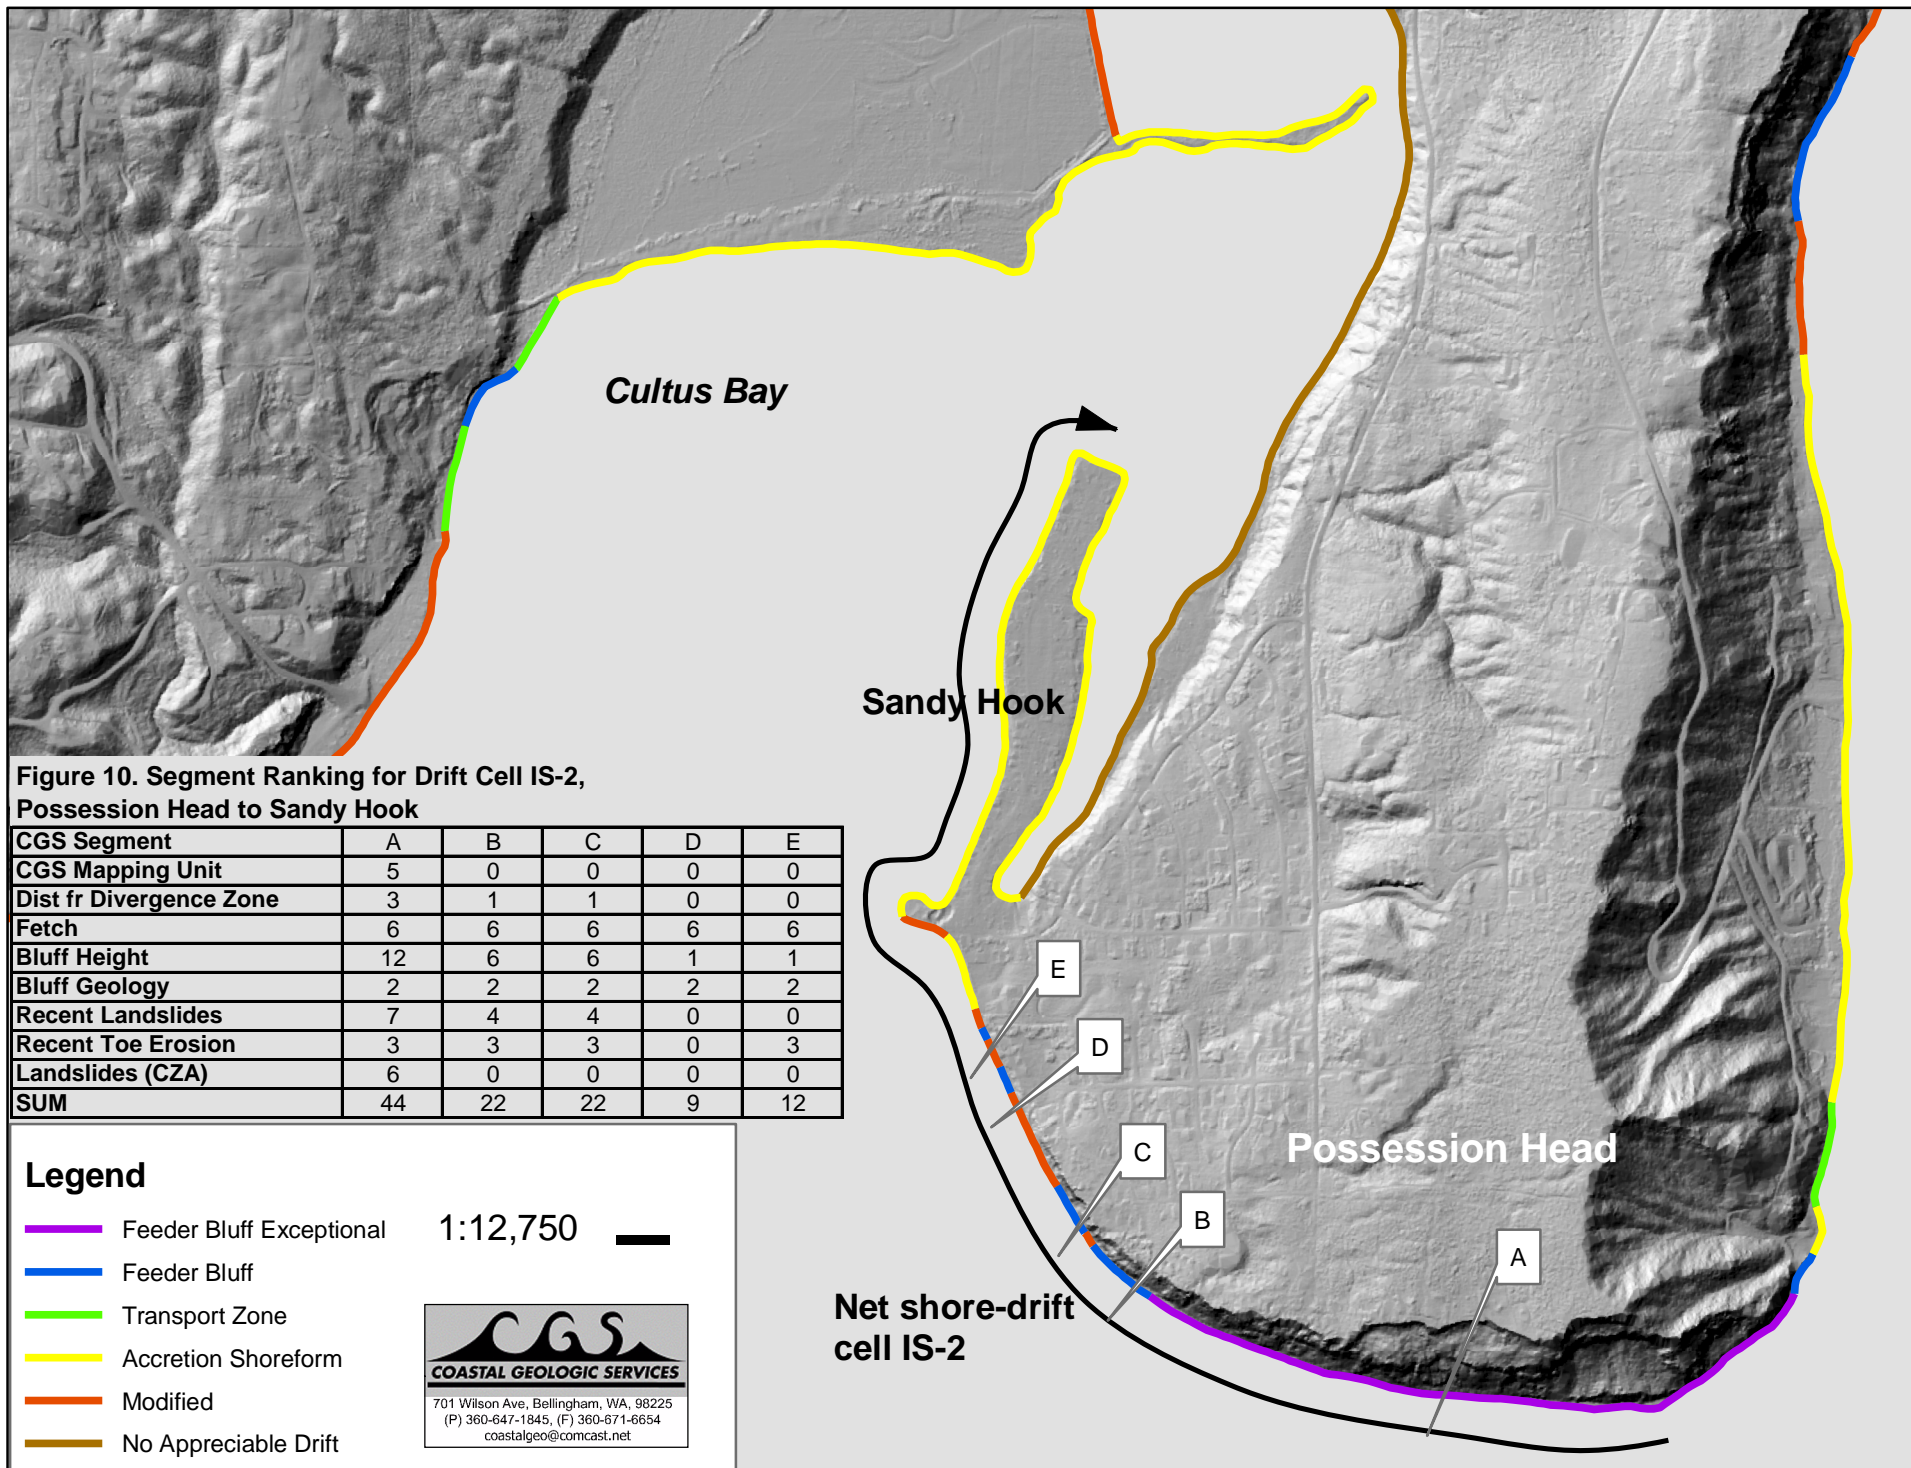 Cultus Bay
Sandy Hook
Figure 10. Segment Ranking for Drift Cell IS-2,
Possession Head to Sandy Hook
CGS Segment A B C D E
CGS Mapping Unit 5 0 0 0 0
Dist fr Divergence Zone 3 1 1 0 0
Fetch 6 6 6 6 6
Bluff Height 12 6 6 1 1
Bluff Geology 2 2 2 2 2
Recent Landslides 7 4 4 0 0
Recent Toe Erosion 3 3 3 0 3
Landslides (CZA) 6 0 0 0 0
SUM 44 22 22 9 12
E
D
C
B
A
Possession Head
Net shore-drift
cell IS-2
Legend
Feeder Bluff Exceptional
Feeder Bluff
Transport Zone
Accretion Shoreform
Modified
No Appreciable Drift
1:12,750
CGS
COASTAL GEOLOGIC SERVICES
701 Wilson Ave, Bellingham, WA, 98225
(P) 360-647-1845, (F) 360-671-6654
coastalgeo@comcast.net